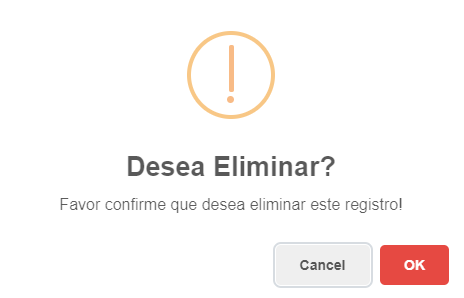 Desea Eliminar?
Favor confirme que desea eliminar este registro!
Cancel
OK